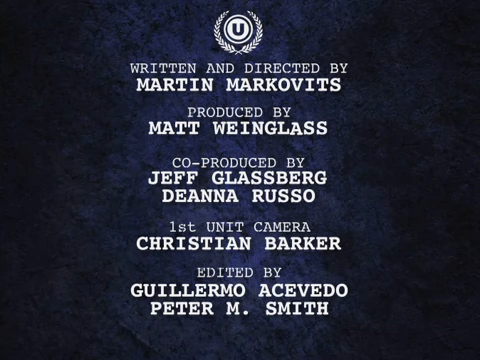 U
WRITTEN AND DIRECTED BY
MARTIN MARKOVITS
PRODUCED BY
MATT WEINGLASS
CO-PRODUCED BY
JEFF GLASSBERG
DEANNA RUSSO
1st UNIT CAMERA
CHRISTIAN BARKER
EDITED BY
GUILLERMO ACEVEDO
PETER M. SMITH